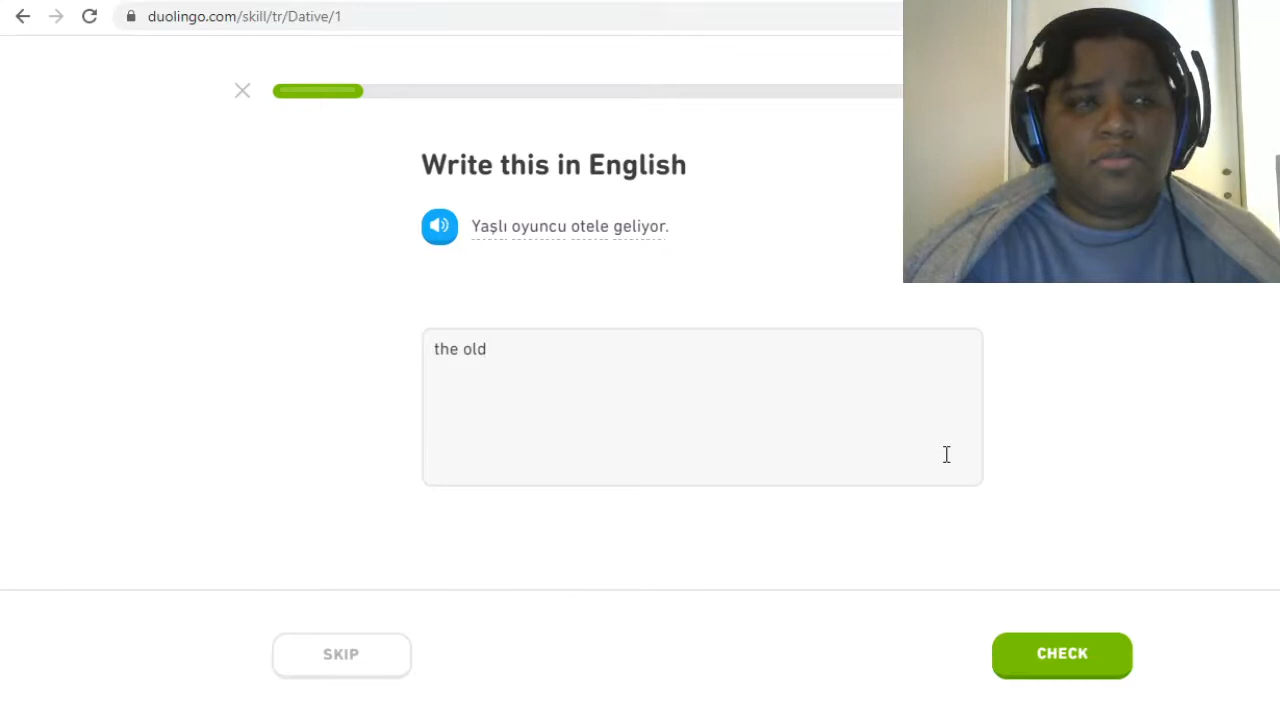 duolingo.com/skill/tr/Dative/1
Write this in English
Yaşlı oyuncu otele geliyor.
the old
SKIP
CHECK